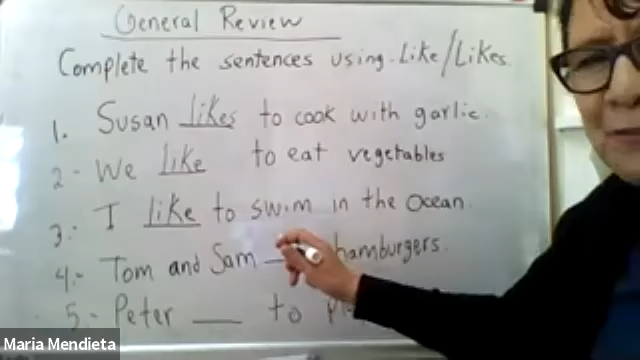 General Review
Complete the sentences using Like/Likes.
1. Susan likes to cook with garlic.
2- We like to eat vegetables
3: I like to swim in the Ocean.
4- Tom and Sam __ hamburgers.
5- Peter ___ to
Maria Mendieta